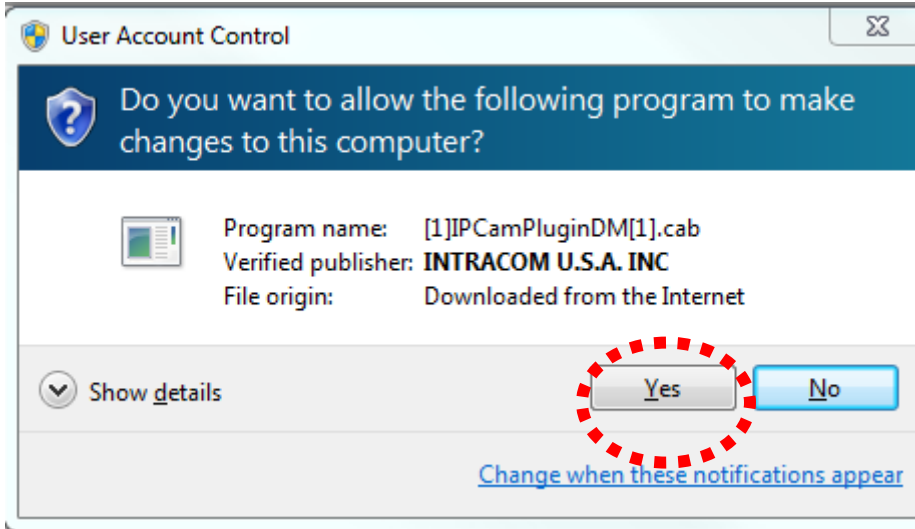 User Account Control
Do you want to allow the following program to make
changes to this computer?
Program name: [1]IPCamPluginDM[1].cab
Verified publisher: INTRACOM U.S.A. INC
File origin: Downloaded from the Internet
Show details
Yes No
Change when these notifications appear